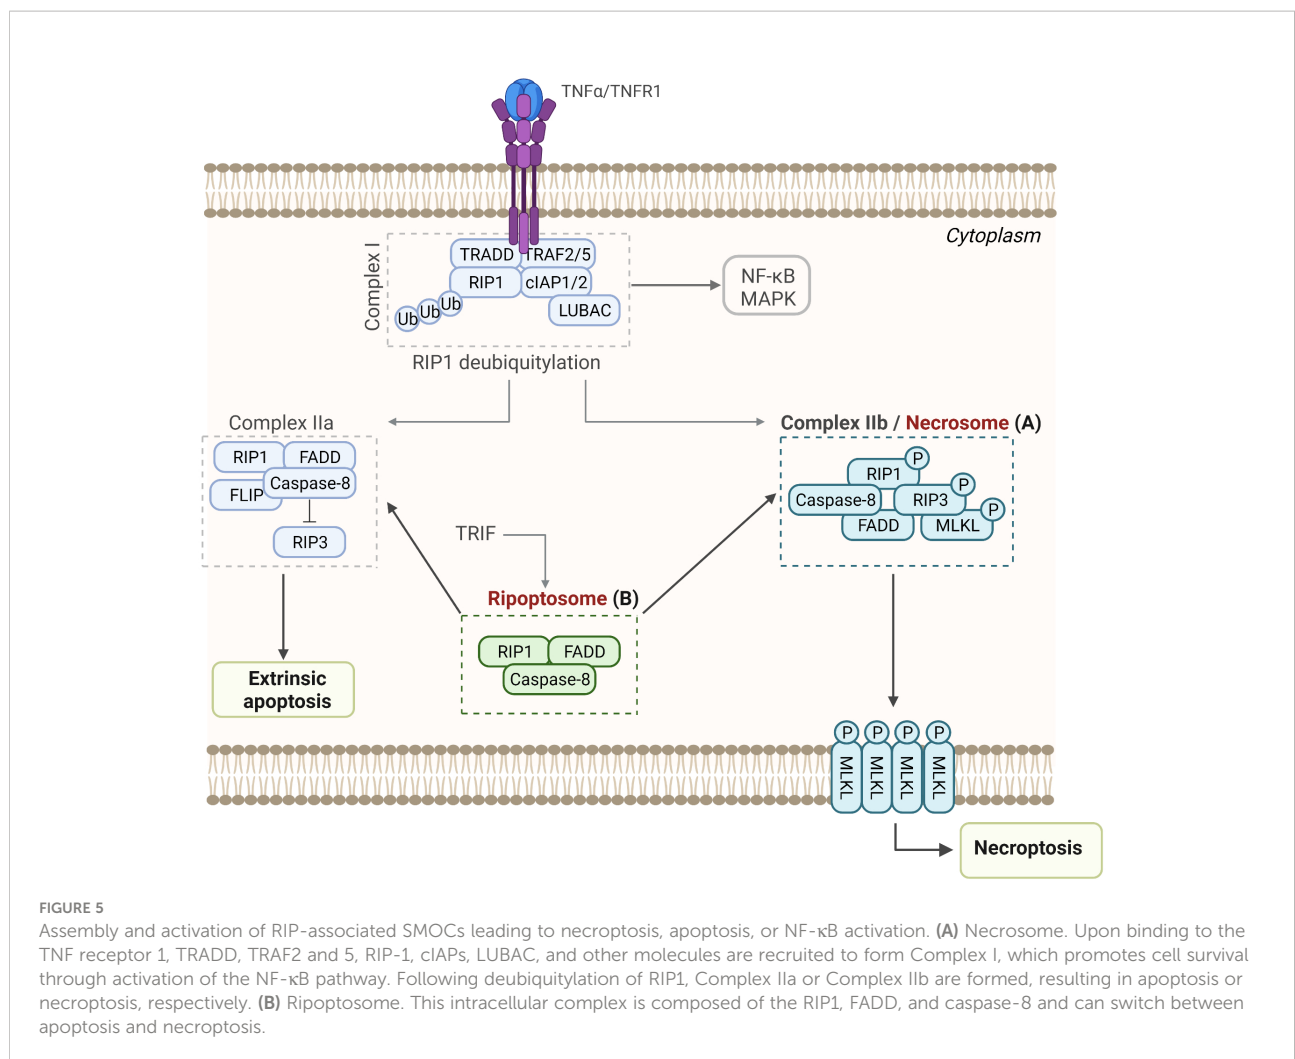 TNFα/TNFR1
Cytoplasm
Complex I
TRADD
TRAF2/5
RIP1
cIAP1/2
Ub
Ub
Ub
LUBAC
NF-κB
MAPK
RIP1 deubiquitylation
Complex IIa
RIP1
FADD
FLIP
Caspase-8
RIP3
Complex IIb / Necrosome (A)
P
RIP1
P
Caspase-8
RIP3
P
FADD
MLKL
TRIF
Ripoptosome (B)
RIP1
FADD
Caspase-8
Extrinsic
apoptosis
P
P
P
P
MLKL
MLKL
MLKL
MLKL
Necroptosis
FIGURE 5
Assembly and activation of RIP-associated SMOCs leading to necroptosis, apoptosis, or NF-κB activation. (A) Necrosome. Upon binding to the
TNF receptor 1, TRADD, TRAF2 and 5, RIP-1, cIAPs, LUBAC, and other molecules are recruited to form Complex I, which promotes cell survival
through activation of the NF-κB pathway. Following deubiquitylation of RIP1, Complex IIa or Complex IIb are formed, resulting in apoptosis or
necroptosis, respectively. (B) Ripoptosome. This intracellular complex is composed of the RIP1, FADD, and caspase-8 and can switch between
apoptosis and necroptosis.